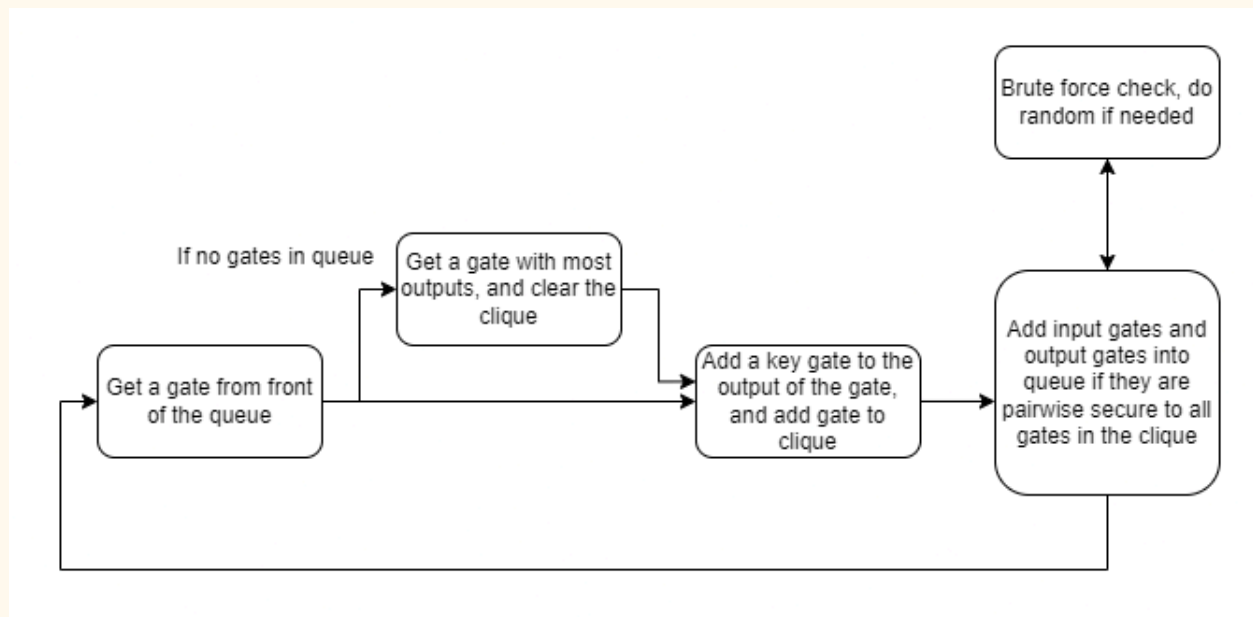 Brute force check, do
random if needed
If no gates in queue
Get a gate with most
outputs, and clear the
clique
Get a gate from front
of the queue
Add a key gate to the
output of the gate,
and add gate to
clique
Add input gates and
output gates into
queue if they are
pairwise secure to all
gates in the clique